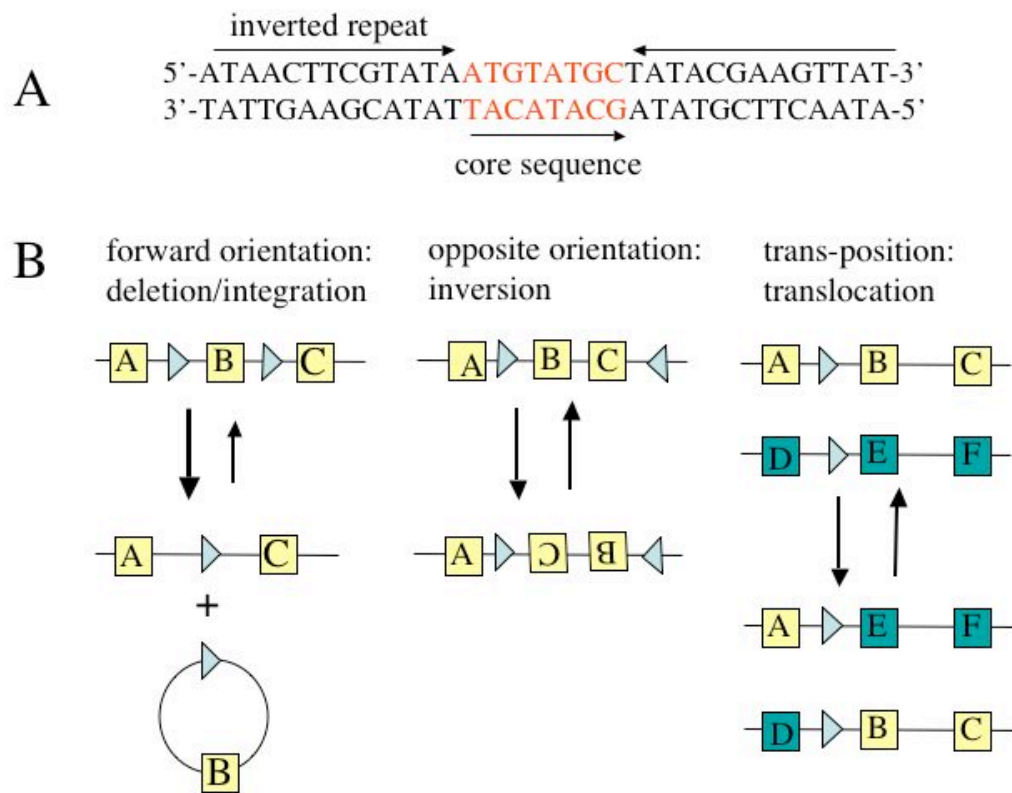 A
inverted repeat
5’-ATAACTTCGTATAATGTATGCTATACGAAGTTAT-3’
3’-TATTGAAGCATATTACATACGATATGCTTCAATA-5’
core sequence
B
forward orientation:
deletion/integration
A B C
A C
+
B
opposite orientation:
inversion
A B C
A C B
trans-position:
translocation
A B C
D E F
A E F
D B C